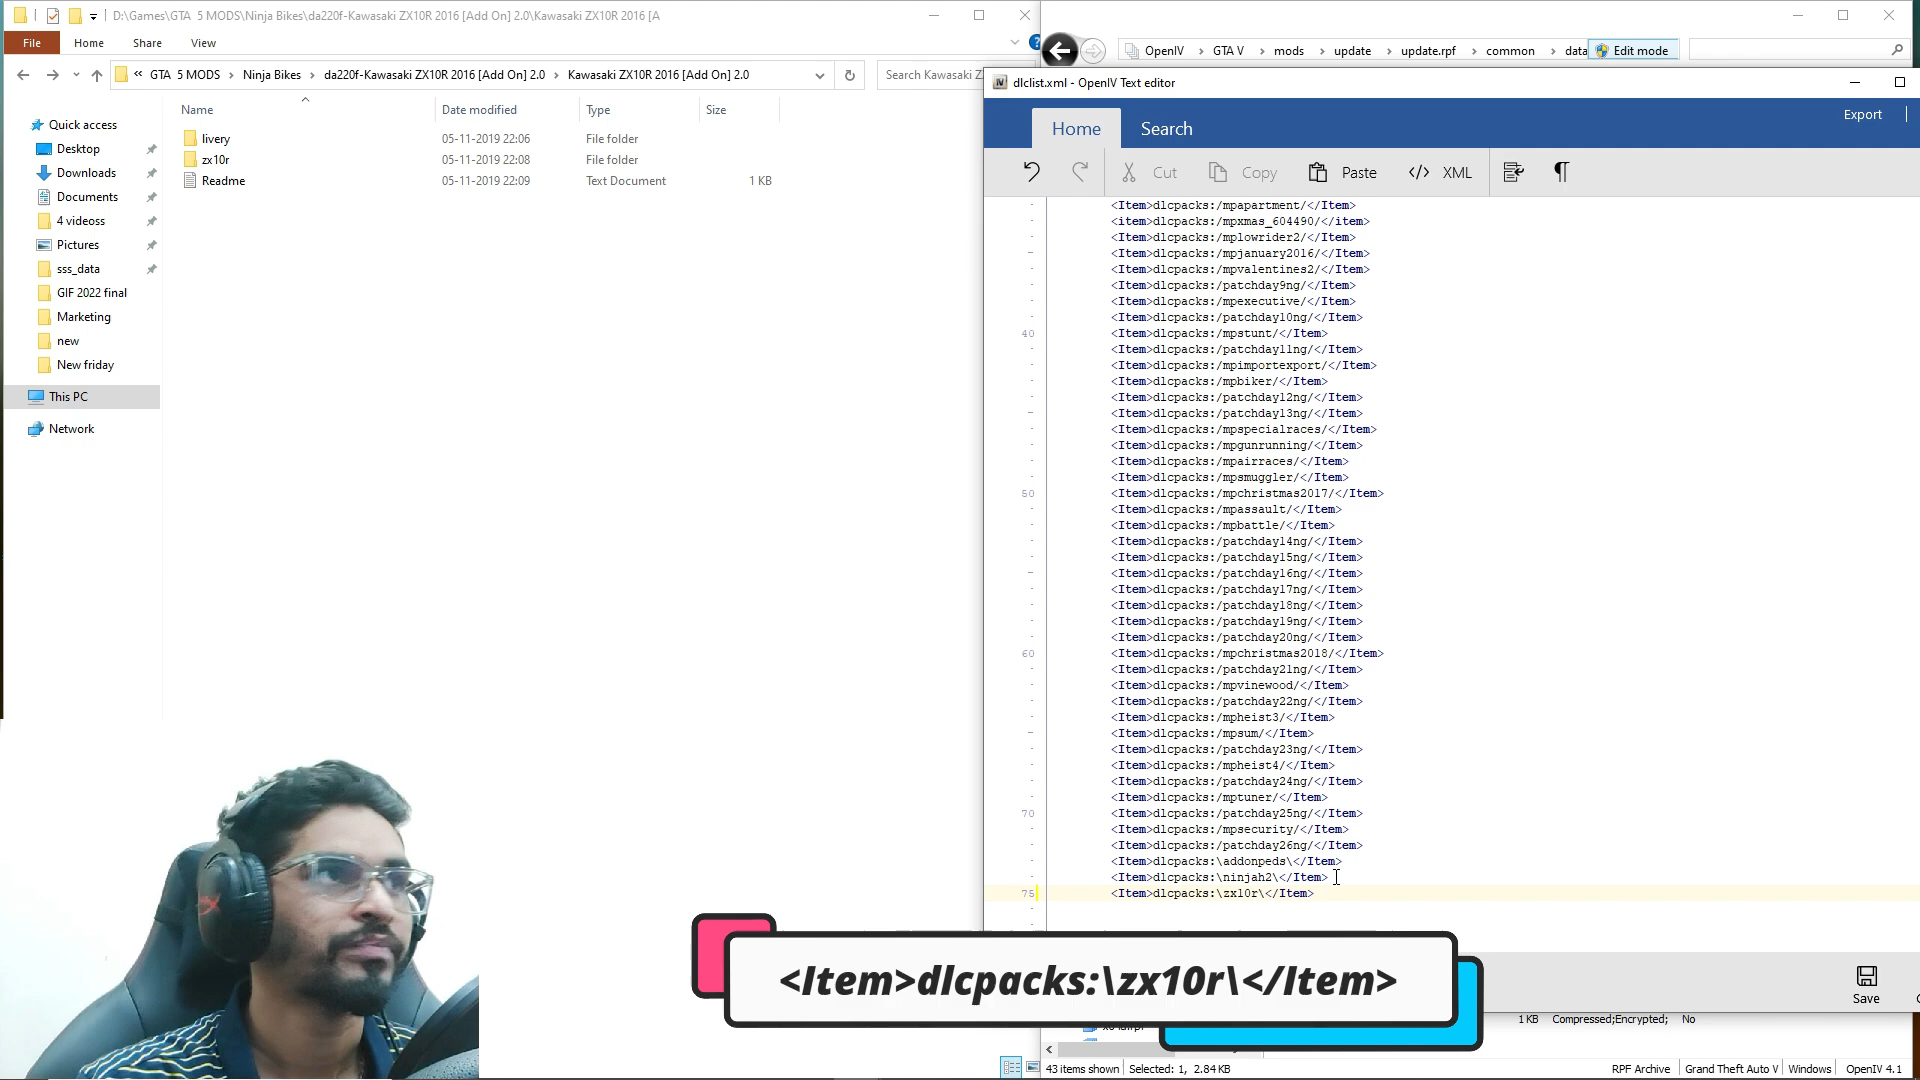 D:\Games\GTA  5 MODS\Ninja Bikes\da220f-Kawasaki ZX10R 2016 [Add On] 2.0\Kawasaki ZX10R 2016 [A
File
Home
Share
View
« GTA  5 MODS › Ninja Bikes › da220f-Kawasaki ZX10R 2016 [Add On] 2.0 › Kawasaki ZX10R 2016 [Add On] 2.0
Search Kawasaki Z
Name
Date modified
Type
Size
Quick access
Desktop
Downloads
Documents
4 videoss
Pictures
sss_data
GIF 2022 final
Marketing
new
New friday
This PC
Network
livery
05-11-2019 22:06
File folder
zx10r
05-11-2019 22:08
File folder
Readme
05-11-2019 22:09
Text Document
1 KB
OpenIV › GTA V › mods › update › update.rpf › common › data
Edit mode
dlclist.xml - OpenIV Text editor
Export
Home
Search
Cut
Copy
Paste
XML
<Item>dlcpacks:/mpapartment/</Item>
<item>dlcpacks:/mpxmas_604490/</item>
<Item>dlcpacks:/mplowrider2/</Item>
<Item>dlcpacks:/mpjanuary2016/</Item>
<Item>dlcpacks:/mpvalentines2/</Item>
<Item>dlcpacks:/patchday9ng/</Item>
<Item>dlcpacks:/mpexecutive/</Item>
<Item>dlcpacks:/patchday10ng/</Item>
40 <Item>dlcpacks:/mpstunt/</Item>
<Item>dlcpacks:/patchday11ng/</Item>
<Item>dlcpacks:/mpimportexport/</Item>
<Item>dlcpacks:/mpbiker/</Item>
<Item>dlcpacks:/patchday12ng/</Item>
<Item>dlcpacks:/patchday13ng/</Item>
<Item>dlcpacks:/mpspecialraces/</Item>
<Item>dlcpacks:/mpgunrunning/</Item>
<Item>dlcpacks:/mpairraces/</Item>
<Item>dlcpacks:/mpsmuggler/</Item>
50 <Item>dlcpacks:/mpchristmas2017/</Item>
<Item>dlcpacks:/mpassault/</Item>
<Item>dlcpacks:/mpbattle/</Item>
<Item>dlcpacks:/patchday14ng/</Item>
<Item>dlcpacks:/patchday15ng/</Item>
<Item>dlcpacks:/patchday16ng/</Item>
<Item>dlcpacks:/patchday17ng/</Item>
<Item>dlcpacks:/patchday18ng/</Item>
<Item>dlcpacks:/patchday19ng/</Item>
<Item>dlcpacks:/patchday20ng/</Item>
60 <Item>dlcpacks:/mpchristmas2018/</Item>
<Item>dlcpacks:/patchday21ng/</Item>
<Item>dlcpacks:/mpvinewood/</Item>
<Item>dlcpacks:/patchday22ng/</Item>
<Item>dlcpacks:/mpheist3/</Item>
<Item>dlcpacks:/mpsum/</Item>
<Item>dlcpacks:/patchday23ng/</Item>
<Item>dlcpacks:/mpheist4/</Item>
<Item>dlcpacks:/patchday24ng/</Item>
<Item>dlcpacks:/mptuner/</Item>
70 <Item>dlcpacks:/patchday25ng/</Item>
<Item>dlcpacks:/mpsecurity/</Item>
<Item>dlcpacks:/patchday26ng/</Item>
<Item>dlcpacks:\addonpeds\</Item>
<Item>dlcpacks:\ninjah2\</Item>
75 <Item>dlcpacks:\zx10r\</Item>
<Item>dlcpacks:\zx10r\</Item>
Save
1 KB
Compressed;Encrypted;
No
43 items shown
Selected: 1, 2.84 KB
RPF Archive
Grand Theft Auto V
Windows
OpenIV 4.1